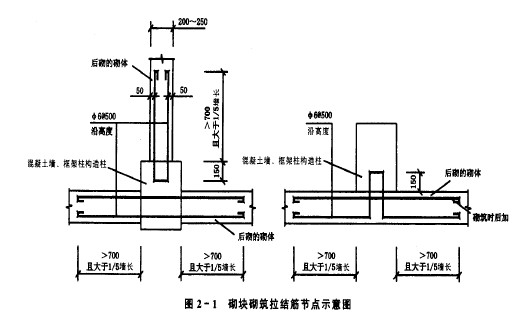 200～250
后砌的砌体
50
50
>700
且大于1/5墙长
φ6@500
沿高度
150
混凝土墙、框架柱构造柱
后砌的砌体
>700
且大于1/5墙长
>700
且大于1/5墙长
φ6@500
沿高度
混凝土墙、框架柱构造柱
150
后砌的砌体
砌筑时后加
>700
且大于1/5墙长
>700
且大于1/5墙长
图 2-1 砌块砌筑拉结筋节点示意图